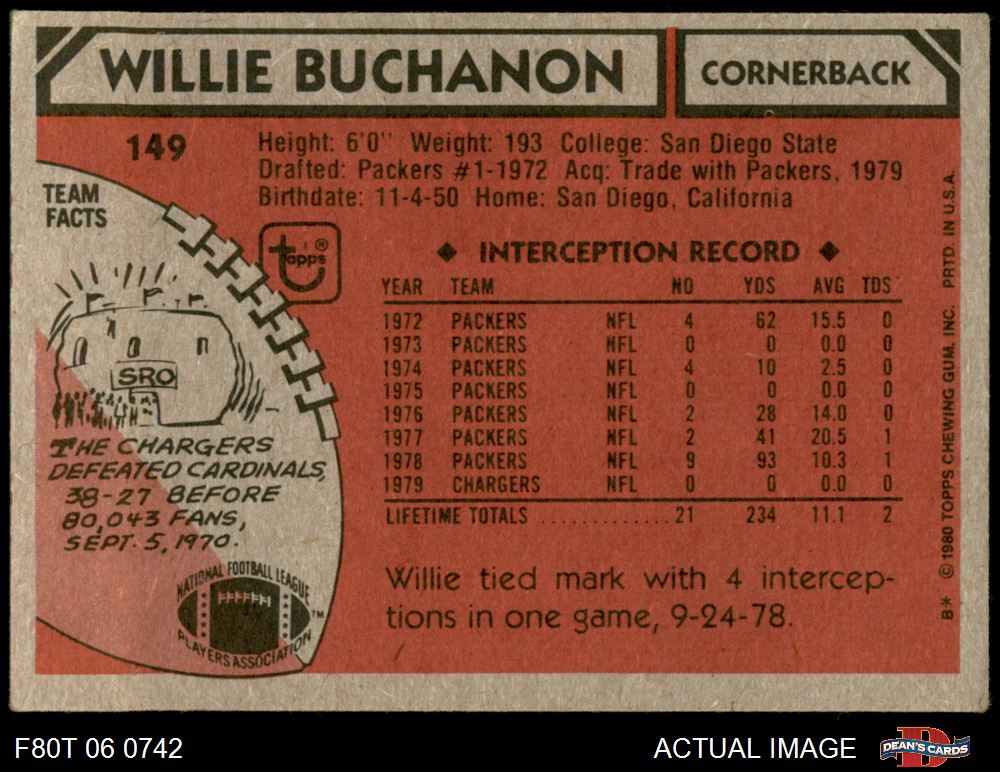 WILLIE BUCHANON
CORNERBACK
149
Height: 6'0" Weight: 193 College: San Diego State
Drafted: Packers #1-1972 Acq: Trade with Packers, 1979
Birthdate: 11-4-50 Home: San Diego, California
TEAM
FACTS
topps ®
SRO
THE CHARGERS
DEFEATED CARDINALS,
38-27 BEFORE
80,043 FANS,
SEPT. 5, 1970.
NATIONAL FOOTBALL LEAGUE
PLAYERS ASSOCIATION
TM
◆ INTERCEPTION RECORD ◆
YEAR TEAM NO YDS AVG TDS
1972 PACKERS NFL 4 62 15.5 0
1973 PACKERS NFL 0 0 0.0 0
1974 PACKERS NFL 4 10 2.5 0
1975 PACKERS NFL 0 0 0.0 0
1976 PACKERS NFL 2 28 14.0 0
1977 PACKERS NFL 2 41 20.5 1
1978 PACKERS NFL 9 93 10.3 1
1979 CHARGERS NFL 0 0 0.0 0
LIFETIME TOTALS ............ 21 234 11.1 2
Willie tied mark with 4 intercep-
tions in one game, 9-24-78.
B* © 1980 TOPPS CHEWING GUM, INC. PRTD. IN U.S.A.
F80T 06 0742
ACTUAL IMAGE
D
DEAN'S CARDS